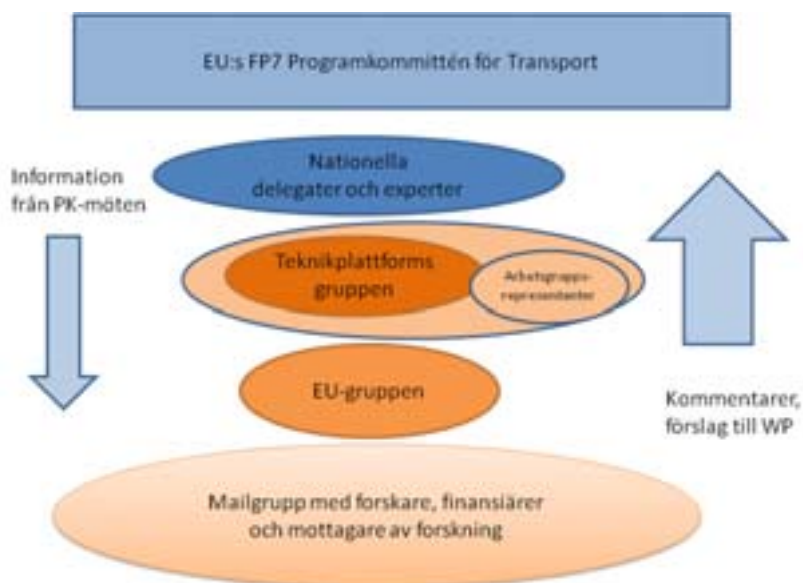 EU:s FP7 Programkommittén för Transport
Nationella
delegater och experter
Information
från PK-möten
Teknikplattforms
gruppen
Arbetsgrupps-
representanter
EU-gruppen
Kommentarer,
förslag till WP
Mailgrupp med forskare, finansiärer
och mottagare av forskning